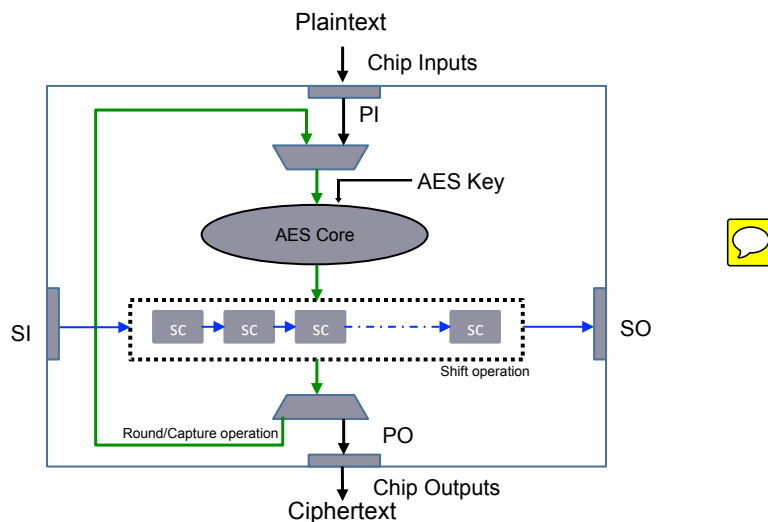 Plaintext
Chip Inputs
PI
AES Key
AES Core
SI
sc sc sc sc
SO
Shift operation
Round/Capture operation
PO
Chip Outputs
Ciphertext